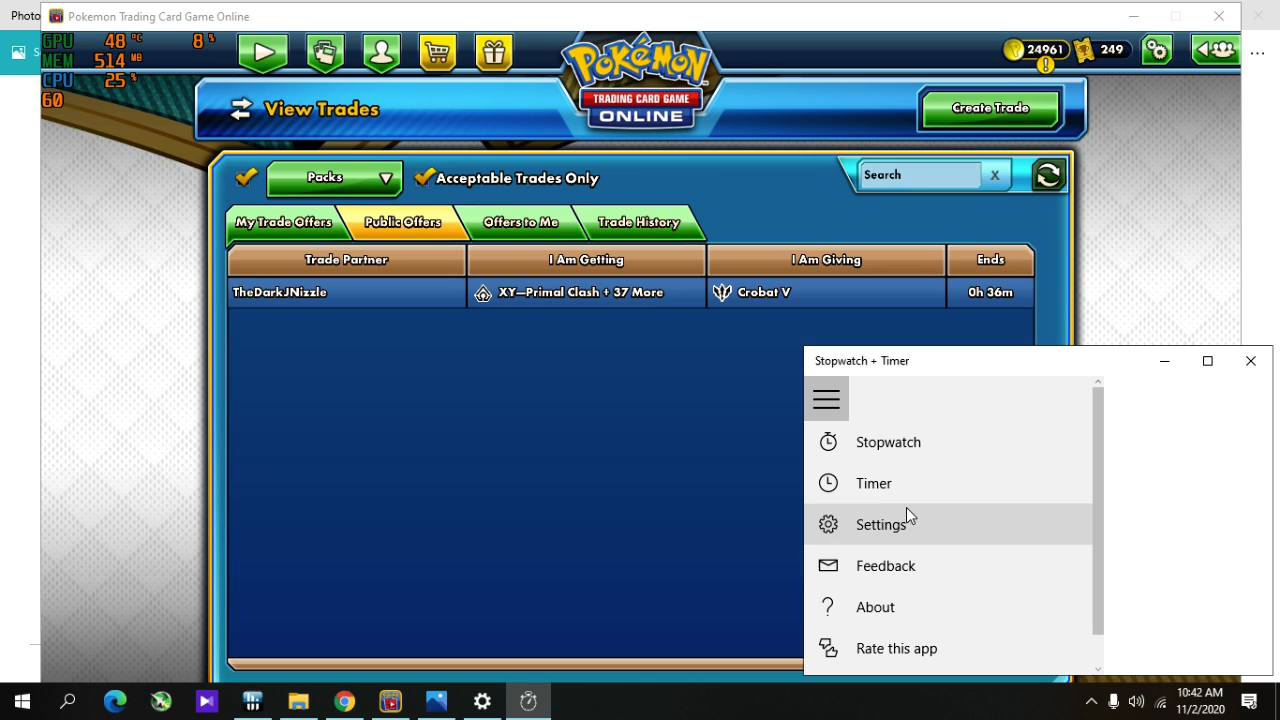 Photo
Pokemon Trading Card Game Online
GPU 48 °C 8 %
MEM 514 MB
CPU 25 %
60
Pokémon
TRADING CARD GAME
ONLINE
24961
!
249
View Trades
Create Trade
Packs
Acceptable Trades Only
Search
X
My Trade Offers
Public Offers
Offers to Me
Trade History
Trade Partner
I Am Getting
I Am Giving
Ends
TheDarkJNizzle
XY—Primal Clash + 37 More
Crobat V
0h 36m
Stopwatch + Timer
Stopwatch
Timer
Settings
Feedback
About
Rate this app
10:42 AM
11/2/2020